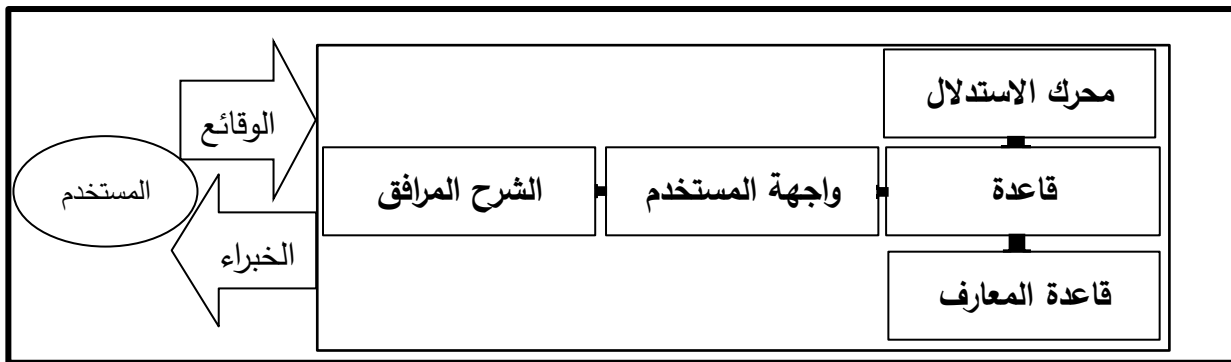 محرك الاستدلال
الوقائع
قاعدة
واجهة المستخدم
الشرح المرافق
المستخدم
الخبراء
قاعدة المعارف